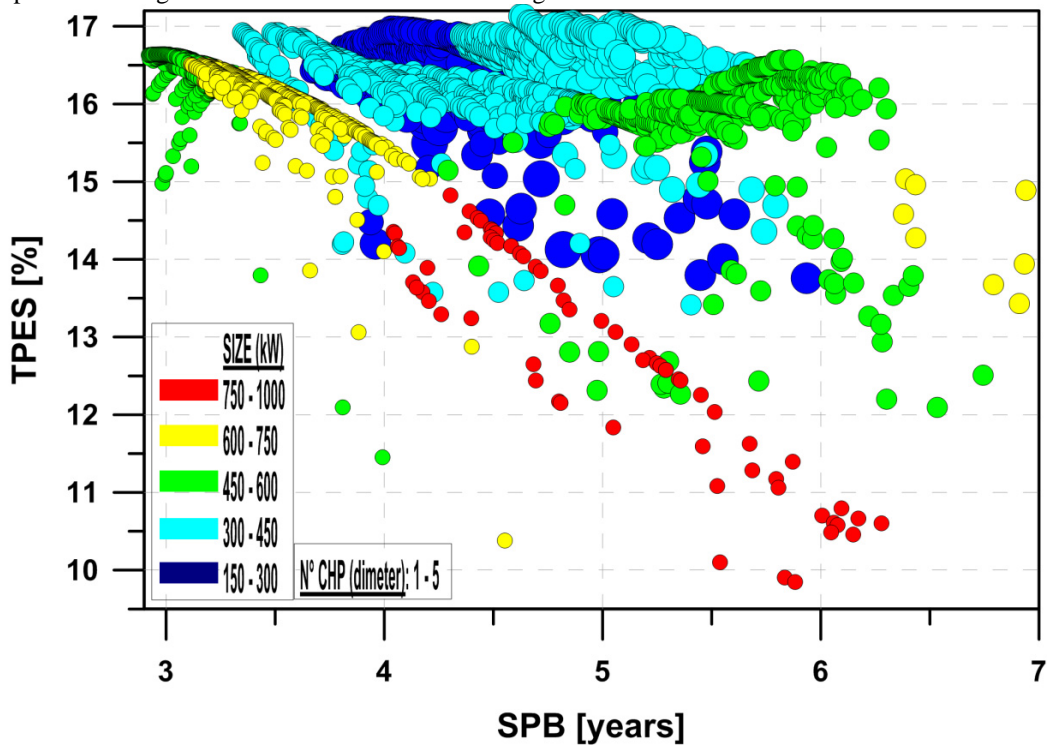 17
16
15
14
13
12
11
10
TPES [%]
SIZE (kW)
750 - 1000
600 - 750
450 - 600
300 - 450
150 - 300
N° CHP (dimeter): 1 - 5
3 4 5 6 7
SPB [years]